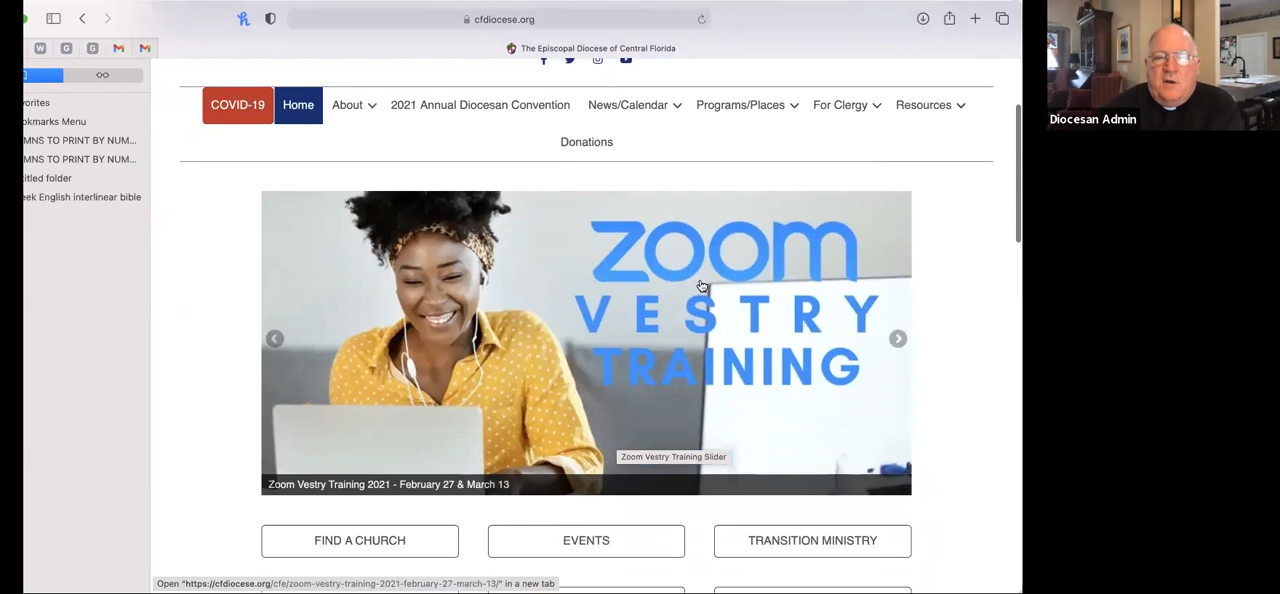 cfdiocese.org
W G G
The Episcopal Diocese of Central Florida
vorites
okmarks Menu
MNS TO PRINT BY NUM...
MNS TO PRINT BY NUM...
titled folder
eek English interlinear bible
COVID-19 Home About 2021 Annual Diocesan Convention News/Calendar Programs/Places For Clergy Resources
Donations
zoom
VESTRY
TRAINING
Zoom Vestry Training Slider
Zoom Vestry Training 2021 - February 27 & March 13
FIND A CHURCH EVENTS TRANSITION MINISTRY
Open "https://cfdiocese.org/cfe/zoom-vestry-training-2021-february-27-march-13/" in a new tab
Diocesan Admin